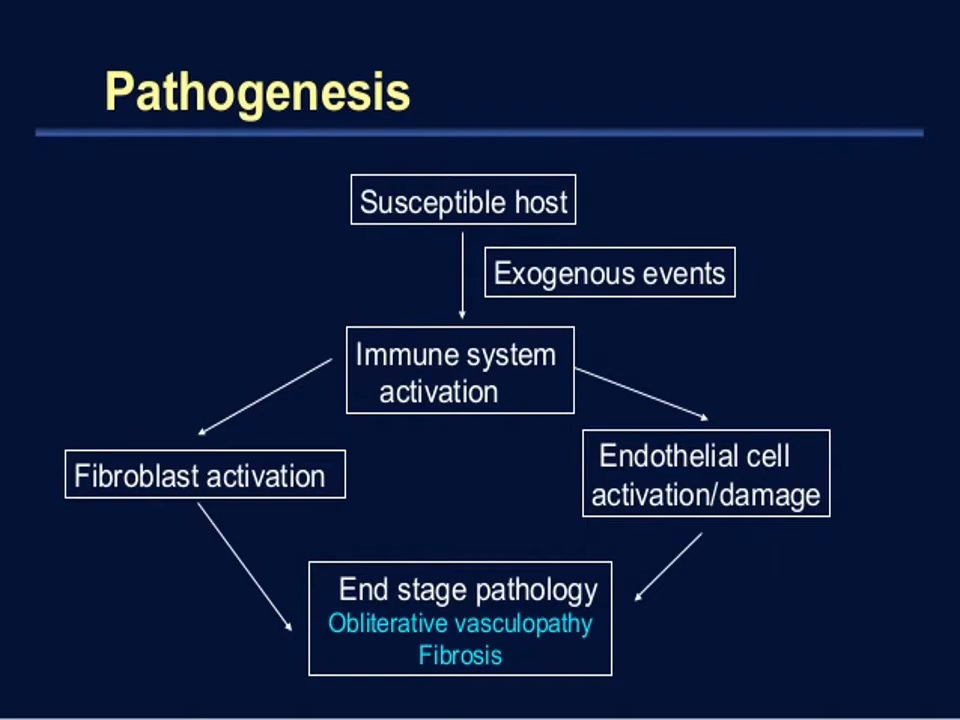 Pathogenesis
Susceptible host
Exogenous events
Immune system
activation
Fibroblast activation
Endothelial cell
activation/damage
End stage pathology
Obliterative vasculopathy
Fibrosis